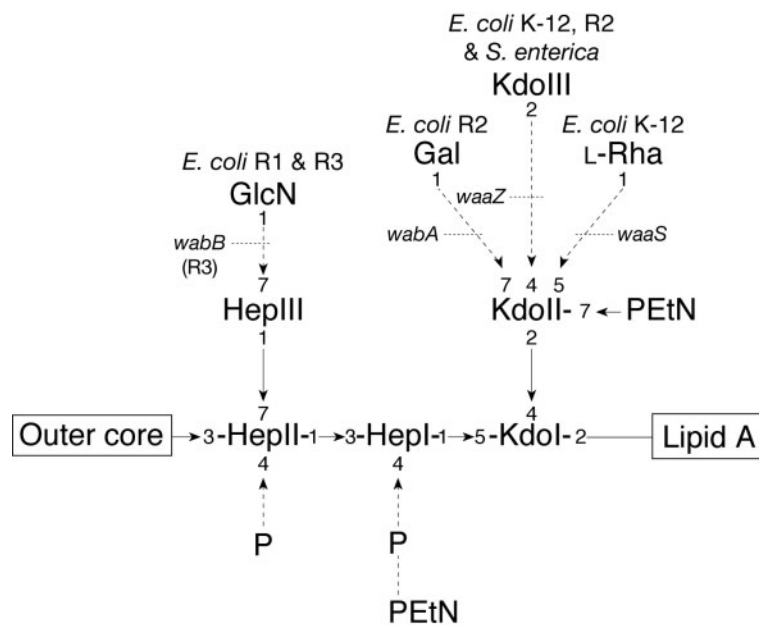 E. coli K-12, R2
& S. enterica
KdoIII
2
E. coli R2
E. coli K-12
Gal
L-Rha
1
1
E. coli R1 & R3
GlcN
1
waaZ
wabA
waaS
wabB
(R3)
7
7 4 5
HepIII
KdoII- 7
PEtN
1
2
7
4
Outer core
3-HepII-1
3-HepI-1
5-KdoI-2
Lipid A
4
4
P
P
PEtN